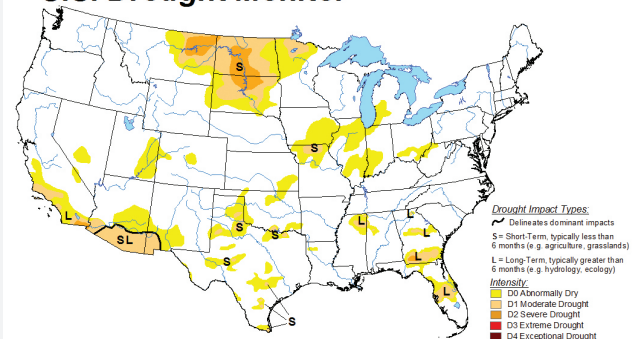 S
S
L
SL
S
S
S
S
L
L
L
L
L
Drought Impact Types:
Delineates dominant impacts
S = Short-Term, typically less than
6 months (e.g. agriculture, grasslands)
L = Long-Term, typically greater than
6 months (e.g. hydrology, ecology)
Intensity:
D0 Abnormally Dry
D1 Moderate Drought
D2 Severe Drought
D3 Extreme Drought
D4 Exceptional Drought